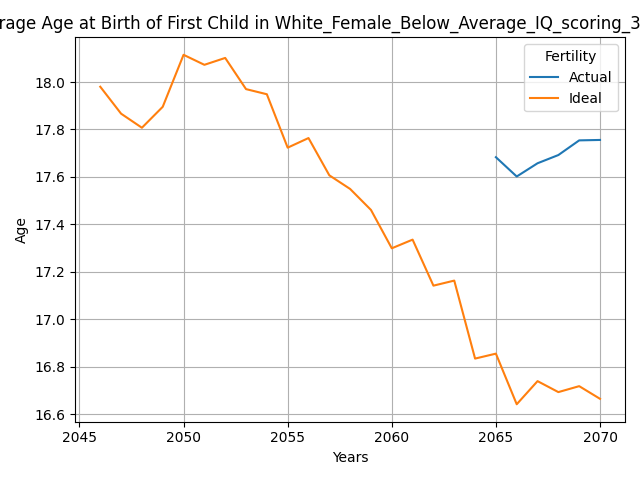 rage Age at Birth of First Child in White_Female_Below_Average_IQ_scoring_3
Fertility
Actual
Ideal
18.0
17.8
17.6
17.4
17.2
17.0
16.8
16.6
Age
2045 2050 2055 2060 2065 2070
Years